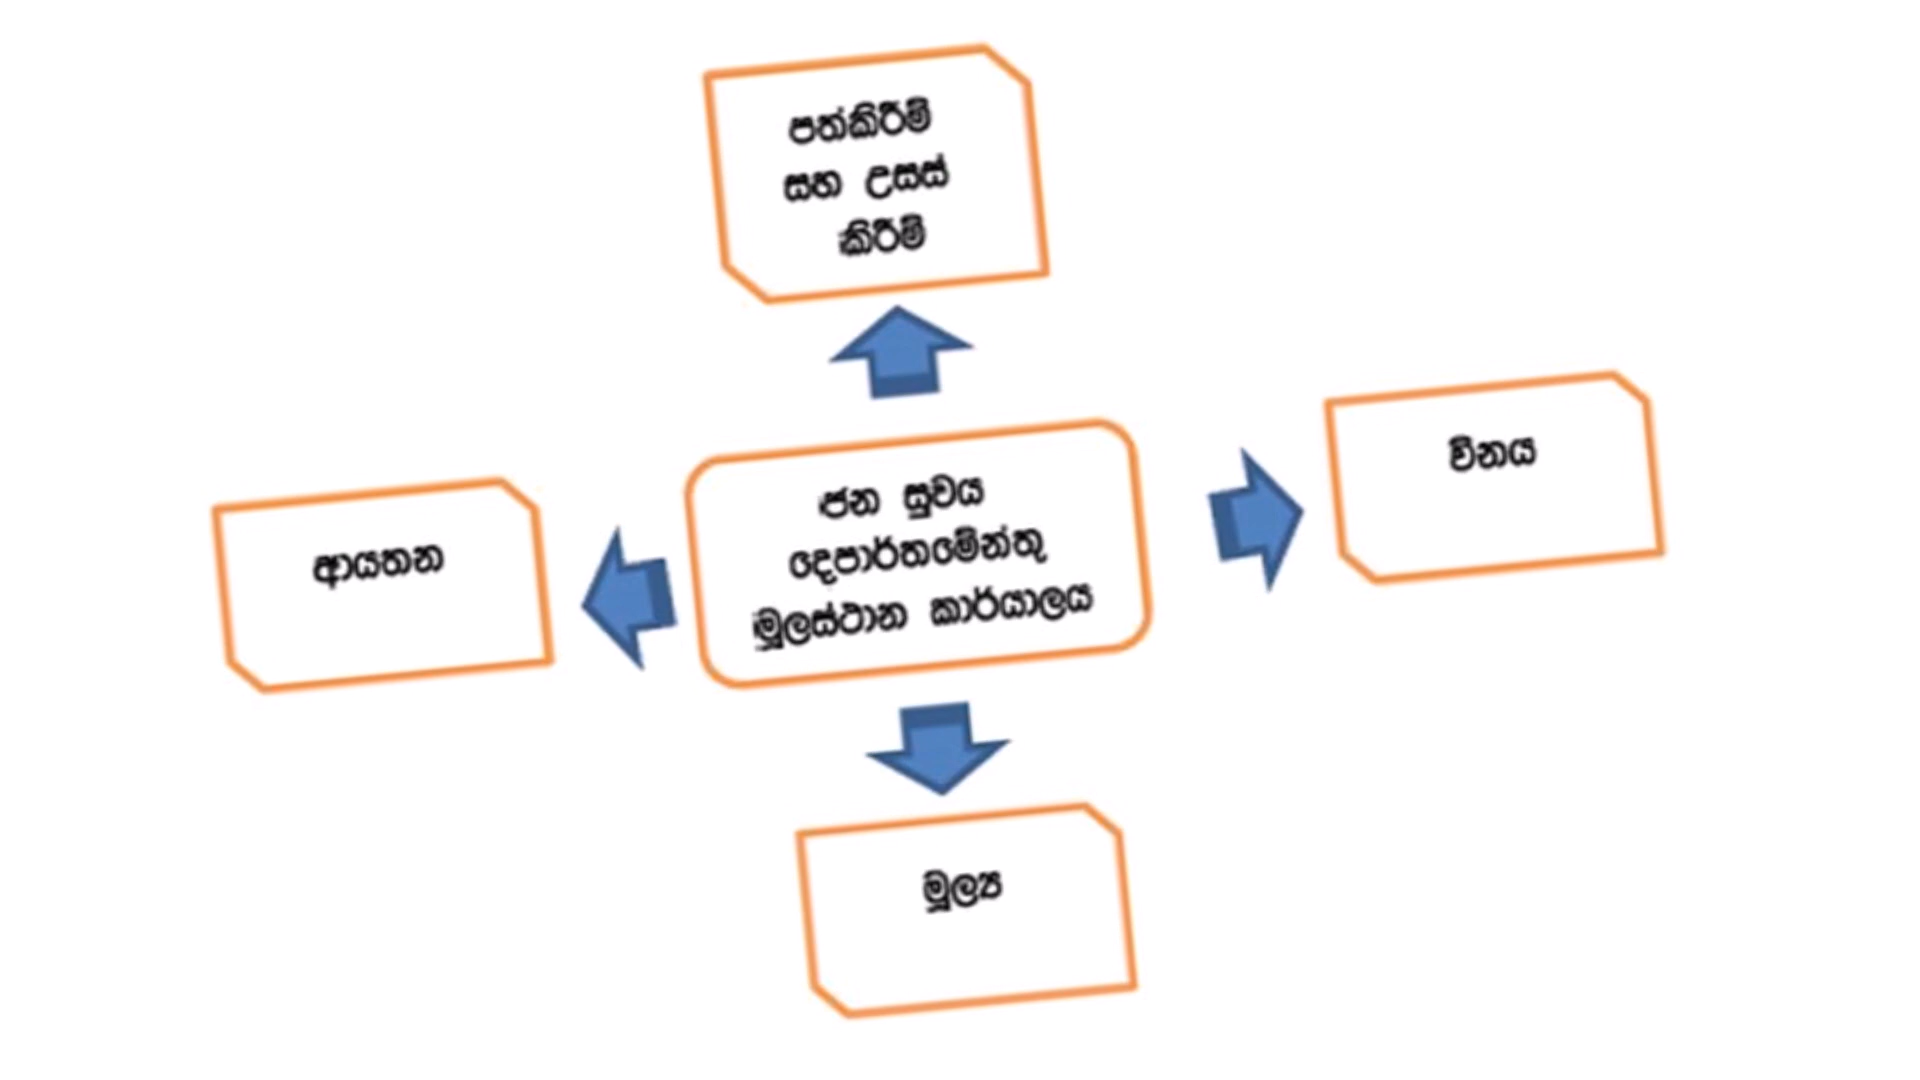 පත්කිරීම්
සහ උසස්
කිරීම්
විනය
ජන සුවය
දෙපාර්තමේන්තු
මූලස්ථාන කාර්යාලය
ආයතන
මූල්‍ය